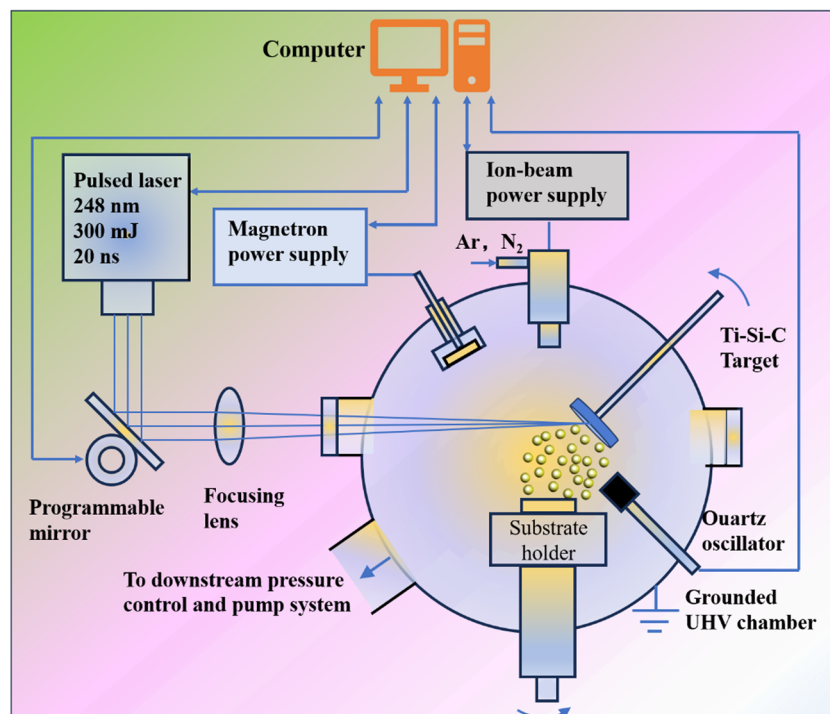 Computer
Pulsed laser
248 nm
300 mJ
20 ns
Magnetron
power supply
Ion-beam
power supply
Ar, N₂
Ti-Si-C
Target
Programmable
mirror
Focusing
lens
Substrate
holder
Ouartz
oscillator
To downstream pressure
control and pump system
Grounded
UHV chamber